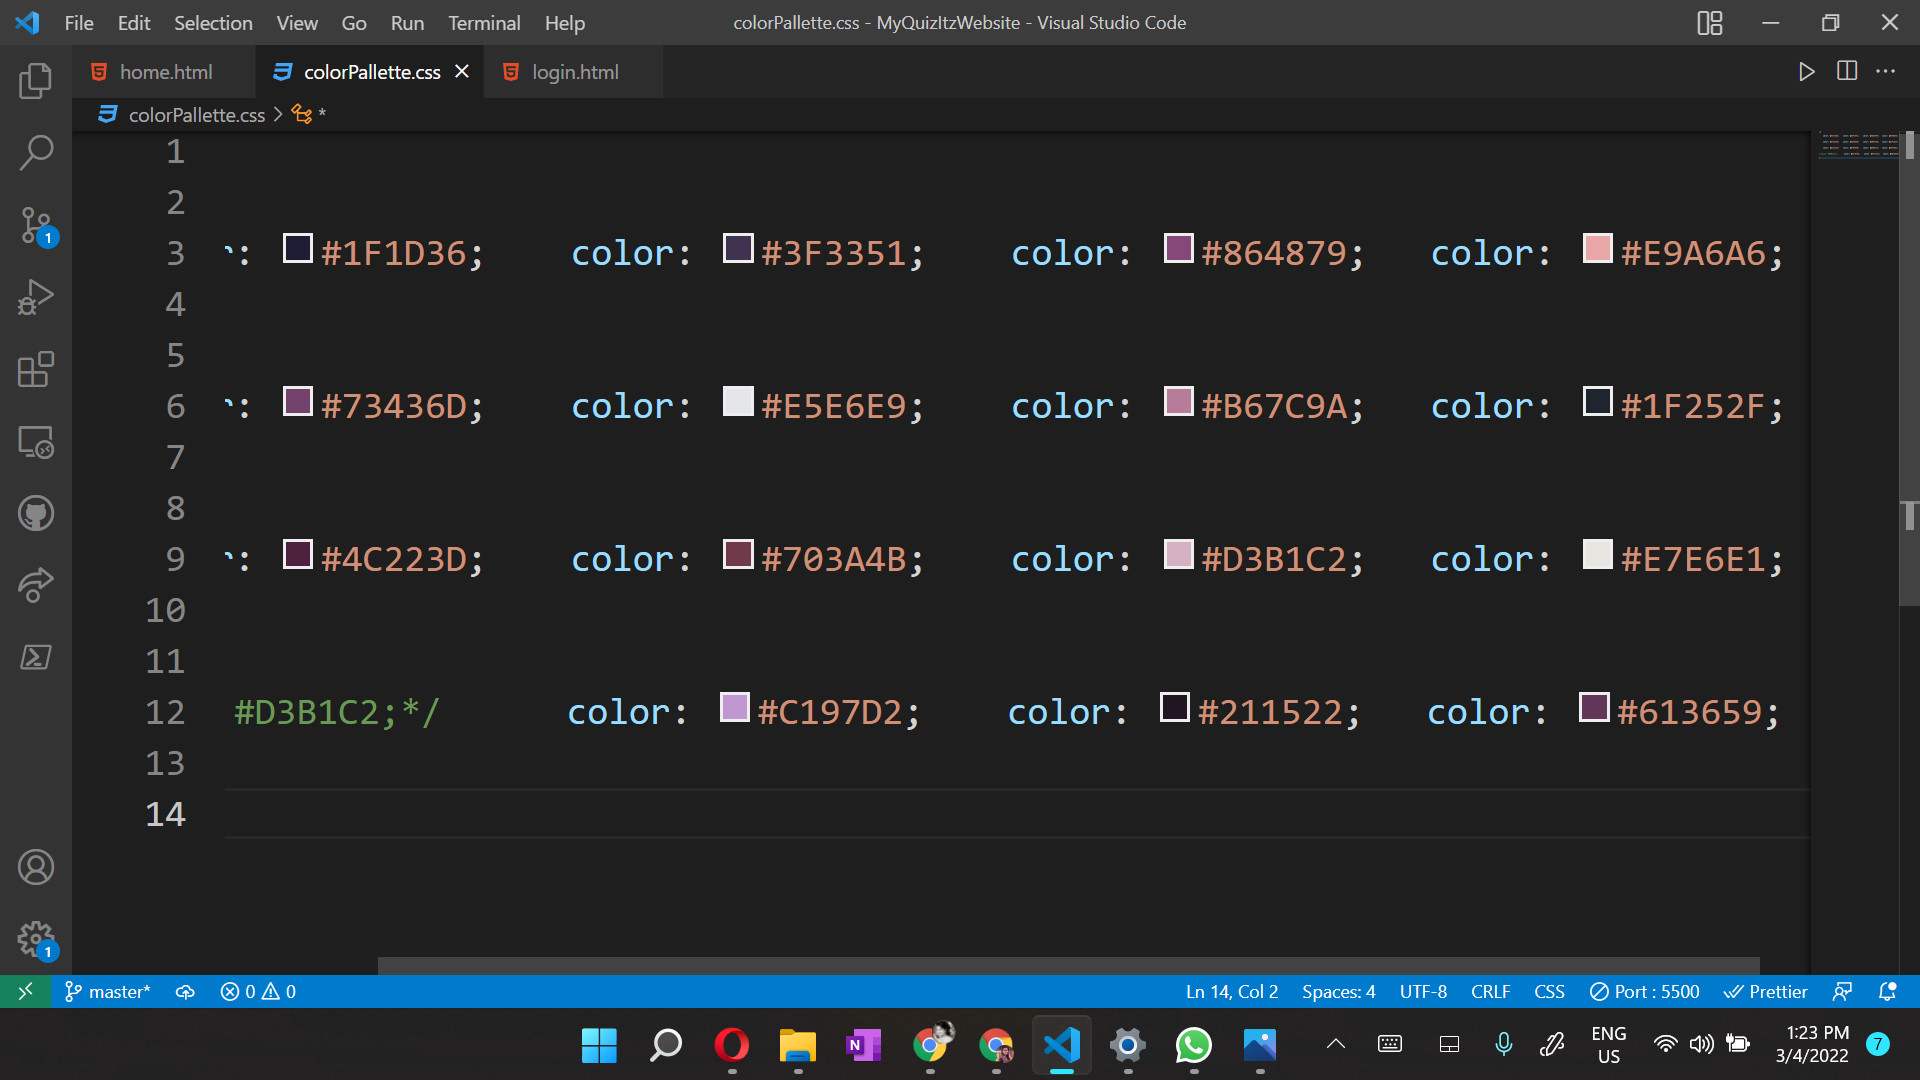 File Edit Selection View Go Run Terminal Help colorPallette.css - MyQuizItzWebsite - Visual Studio Code
home.html colorPallette.css login.html
colorPallette.css > *
1
2
3 : #1F1D36; color: #3F3351; color: #864879; color: #E9A6A6;
4
5
6 : #73436D; color: #E5E6E9; color: #B67C9A; color: #1F252F;
7
8
9 : #4C223D; color: #703A4B; color: #D3B1C2; color: #E7E6E1;
10
11
12 #D3B1C2;*/ color: #C197D2; color: #211522; color: #613659;
13
14
1
1
master* 0 0 Ln 14, Col 2 Spaces: 4 UTF-8 CRLF CSS Port : 5500 Prettier
N ENG US 1:23 PM 3/4/2022 7